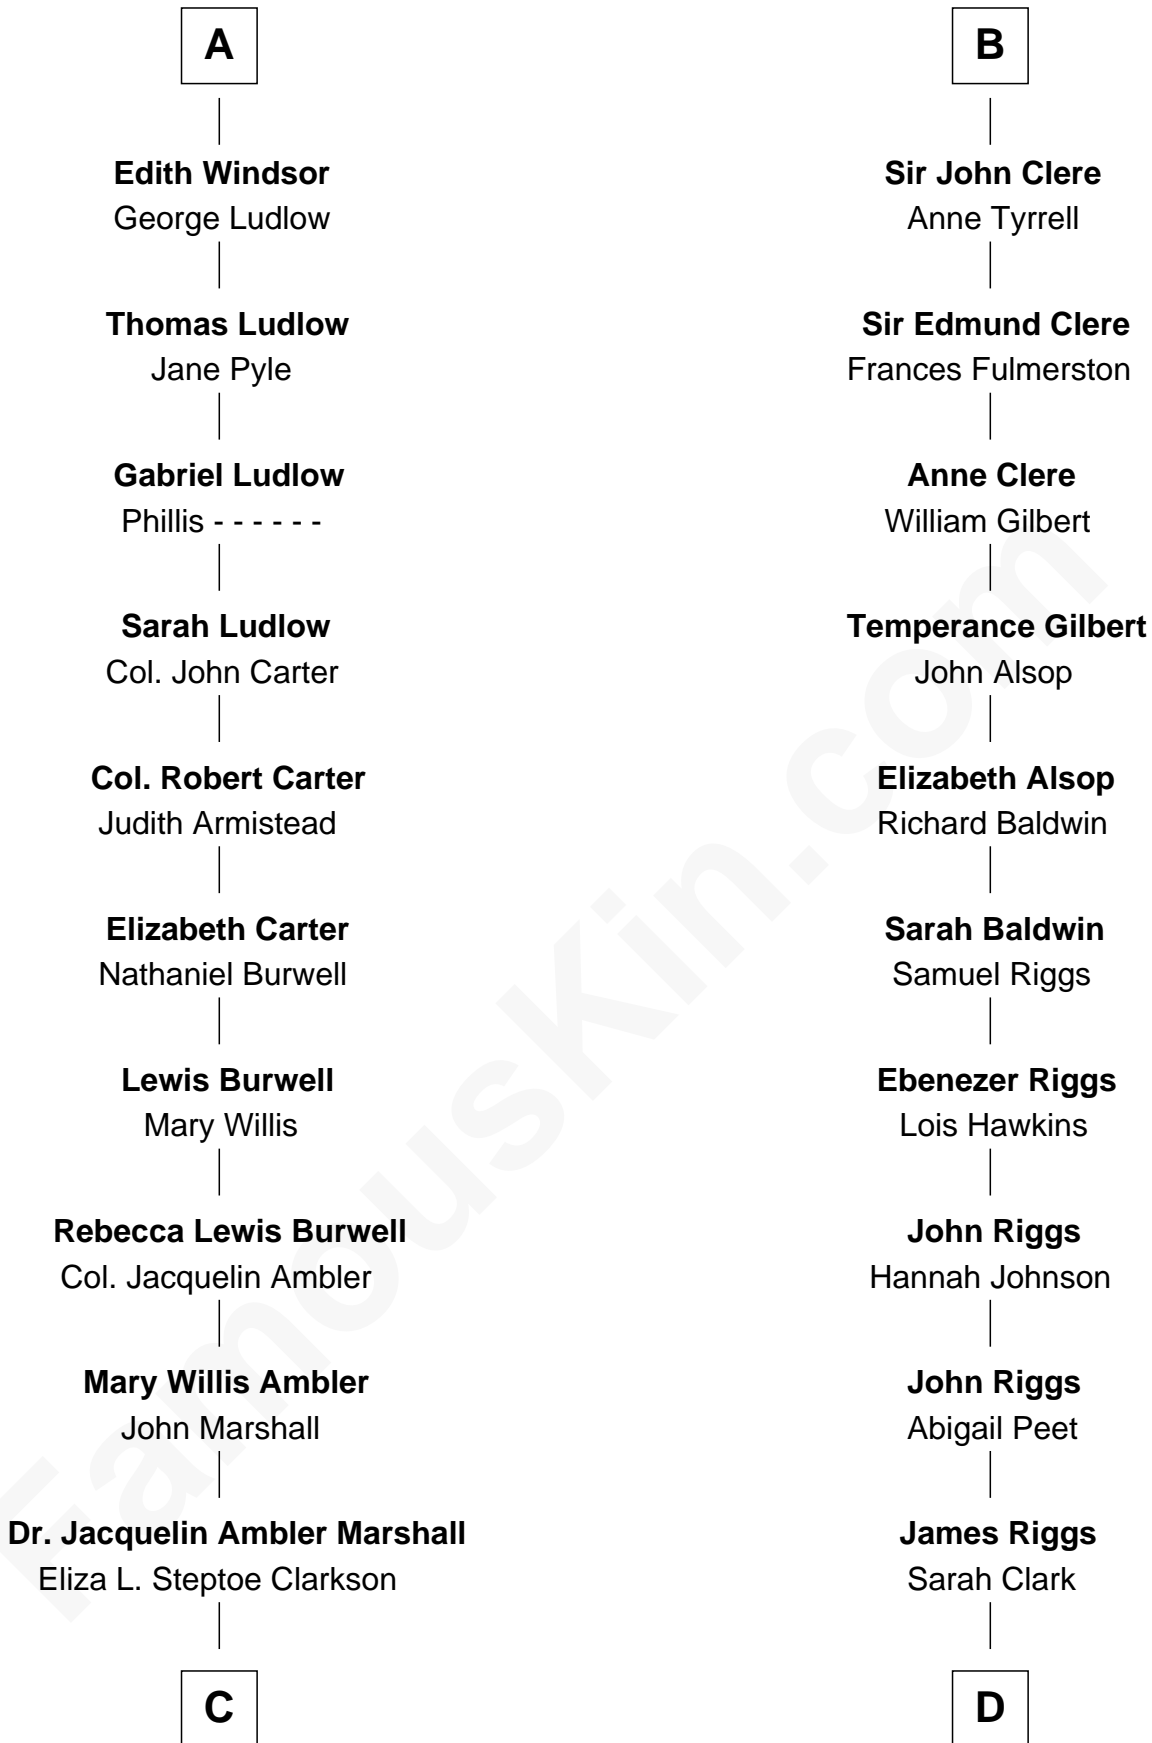 A
Edith Windsor
George Ludlow
Thomas Ludlow
Jane Pyle
Gabriel Ludlow
Phillis - - - - - -
Sarah Ludlow
Col. John Carter
Col. Robert Carter
Judith Armistead
Elizabeth Carter
Nathaniel Burwell
Lewis Burwell
Mary Willis
Rebecca Lewis Burwell
Col. Jacquelin Ambler
Mary Willis Ambler
John Marshall
Dr. Jacquelin Ambler Marshall
Eliza L. Steptoe Clarkson
C
B
Sir John Clere
Anne Tyrrell
Sir Edmund Clere
Frances Fulmerston
Anne Clere
William Gilbert
Temperance Gilbert
John Alsop
Elizabeth Alsop
Richard Baldwin
Sarah Baldwin
Samuel Riggs
Ebenezer Riggs
Lois Hawkins
John Riggs
Hannah Johnson
John Riggs
Abigail Peet
James Riggs
Sarah Clark
D
FamousKin.com